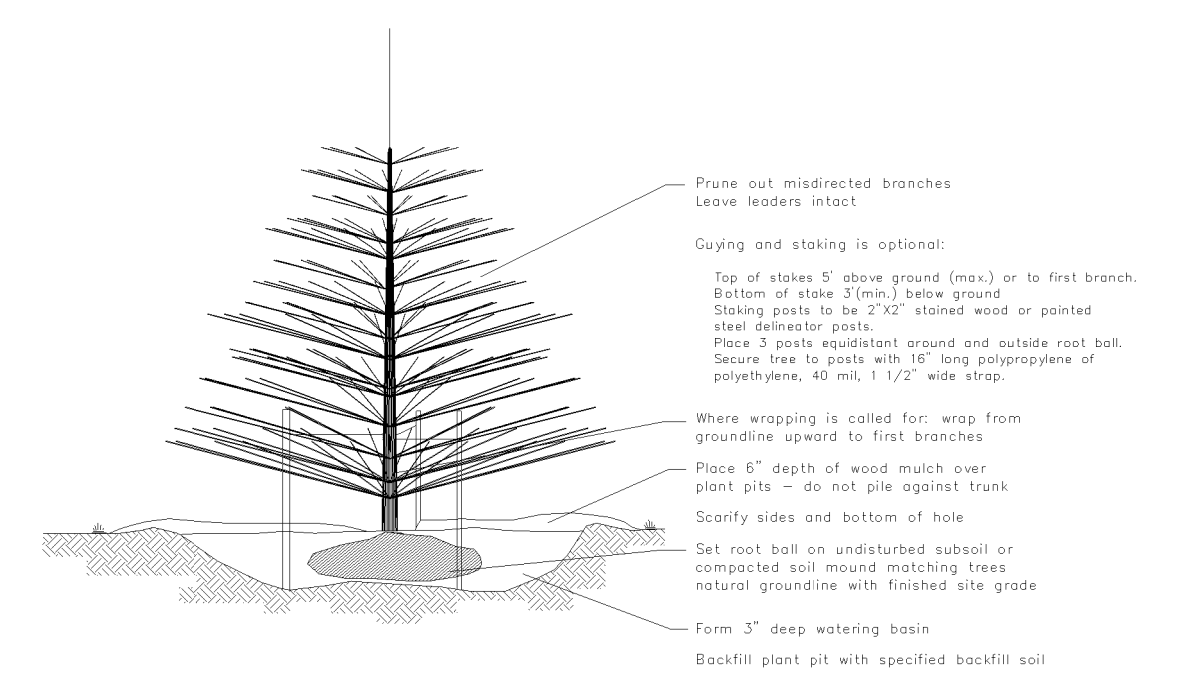 Prune out misdirected branches
Leave leaders intact
Guying and staking is optional:
Top of stakes 5' above ground (max.) or to first branch.
Bottom of stake 3'(min.) below ground
Staking posts to be 2"X2" stained wood or painted
steel delineator posts.
Place 3 posts equidistant around and outside root ball.
Secure tree to posts with 16" long polypropylene of
polyethylene, 40 mil, 1 1/2" wide strap.
Where wrapping is called for: wrap from
groundline upward to first branches
Place 6" depth of wood mulch over
plant pits – do not pile against trunk
Scarify sides and bottom of hole
Set root ball on undisturbed subsoil or
compacted soil mound matching trees
natural groundline with finished site grade
Form 3" deep watering basin
Backfill plant pit with specified backfill soil